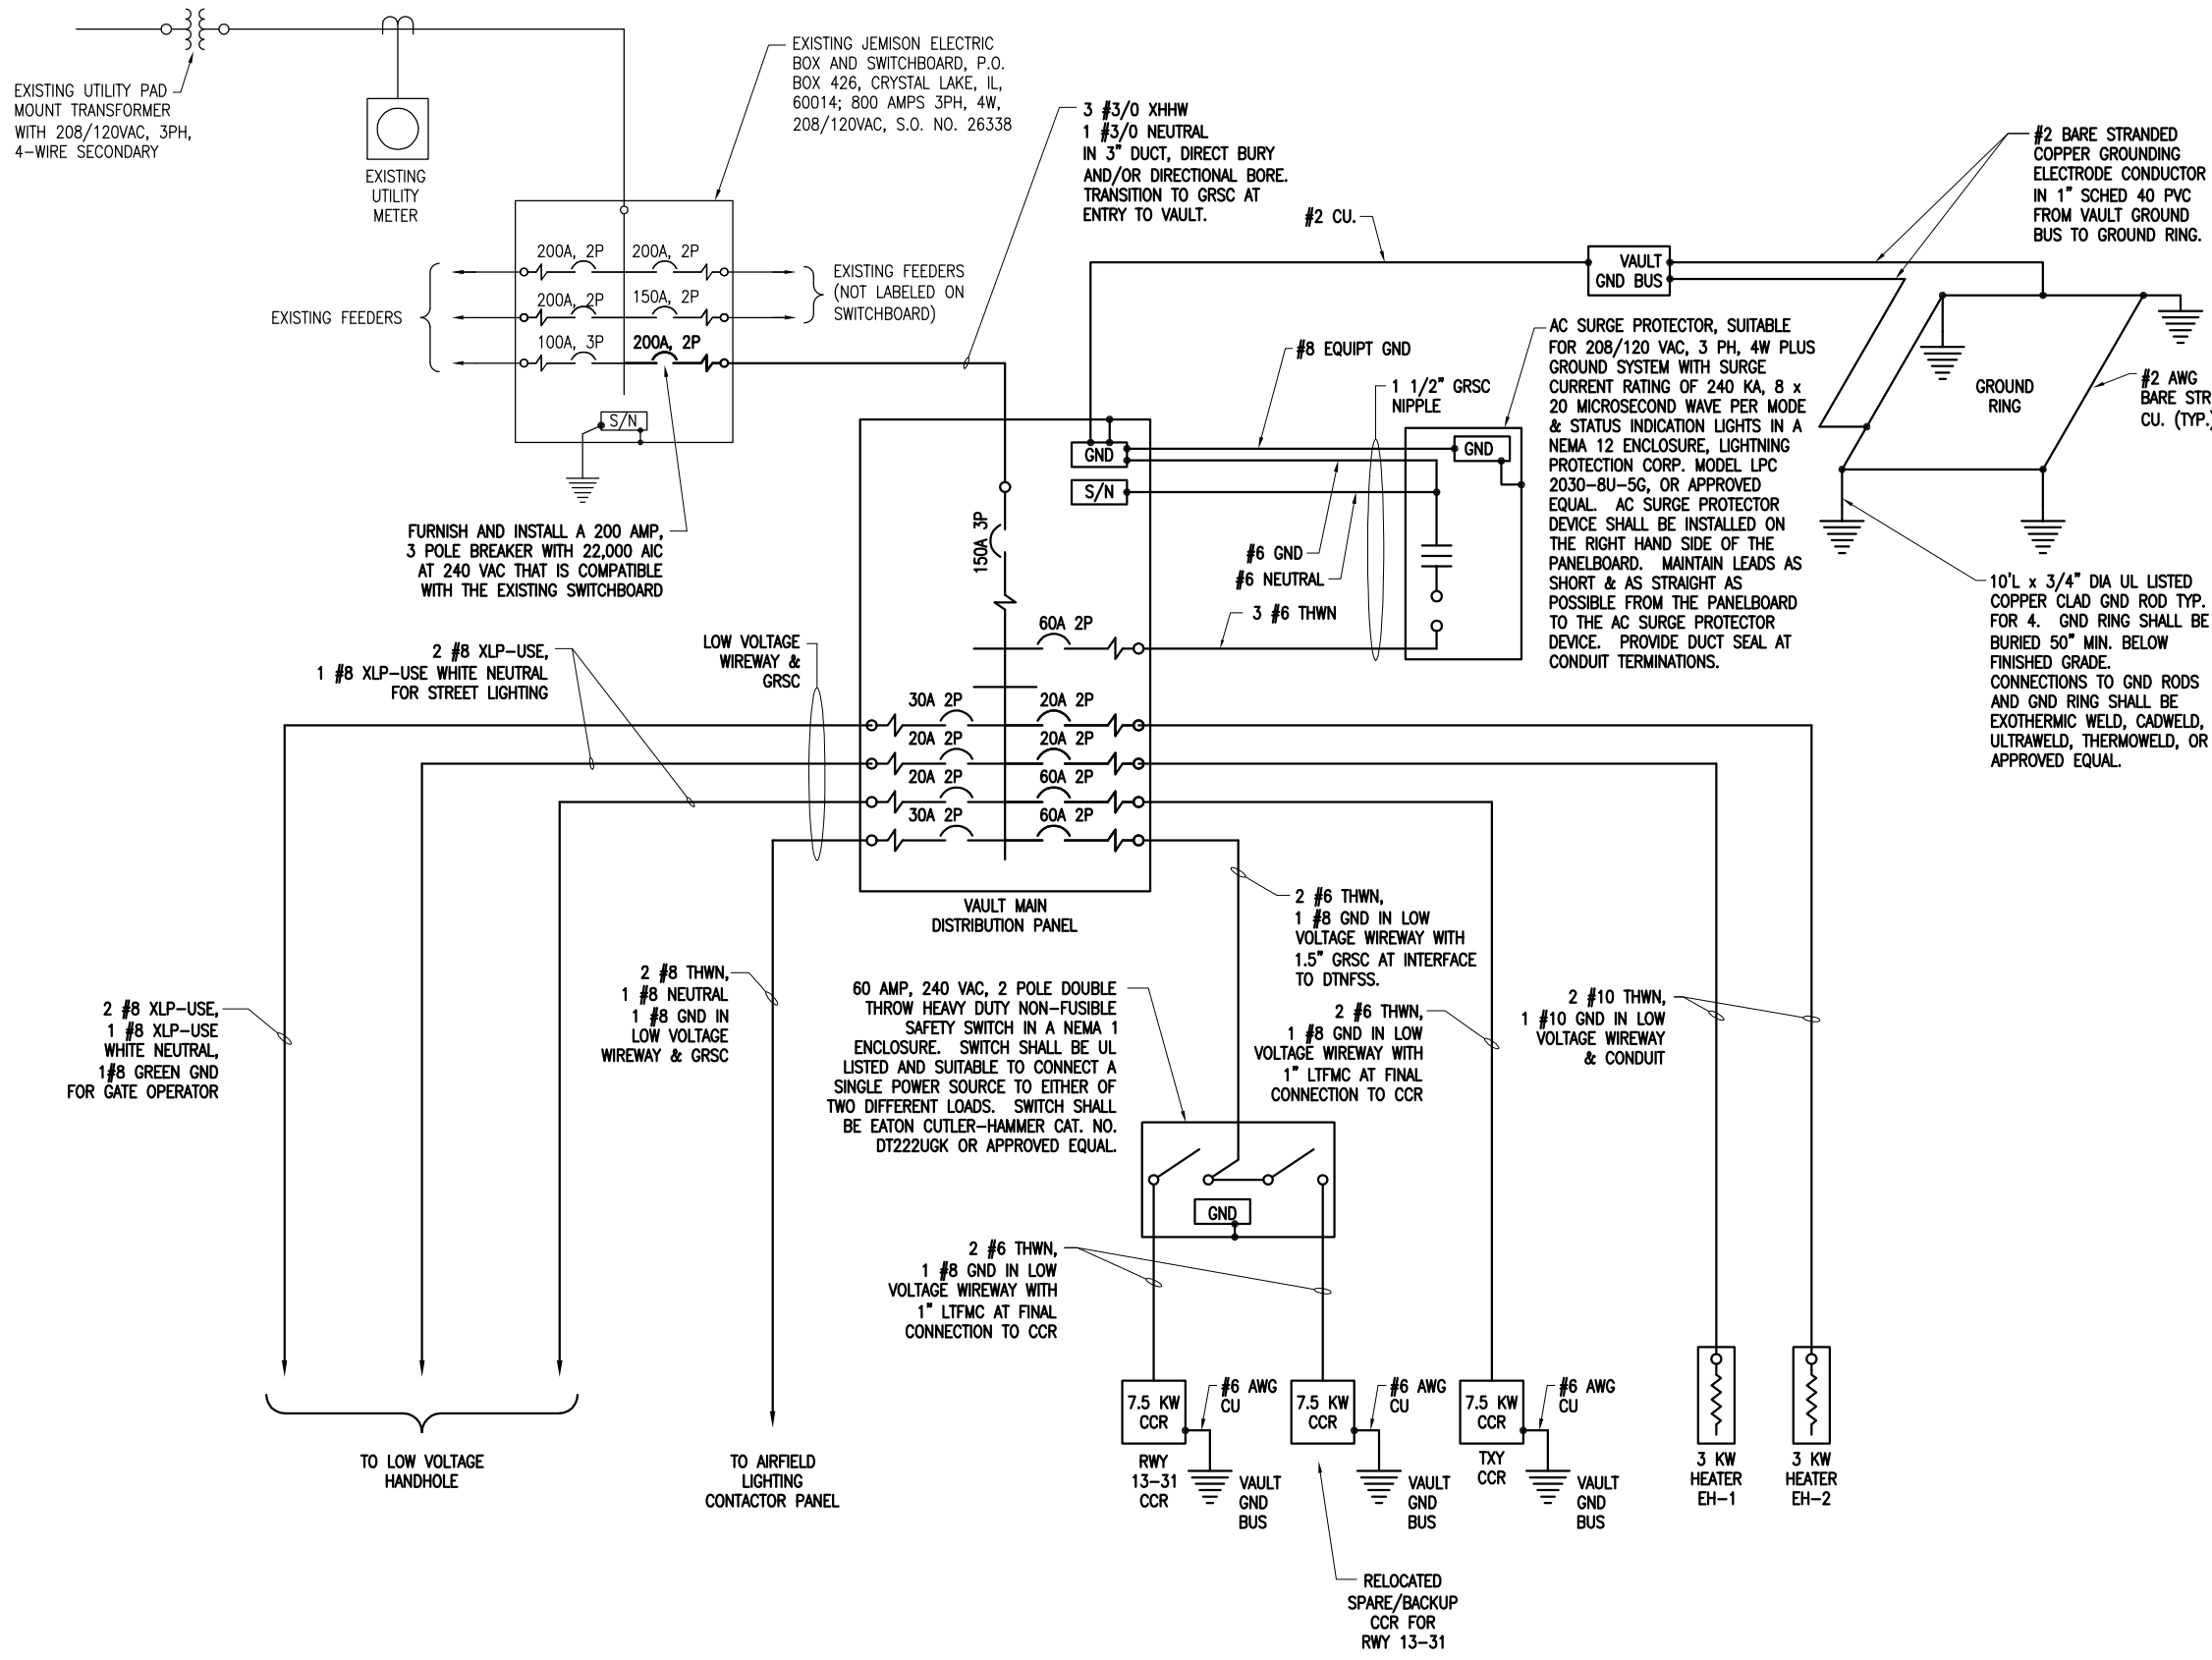 EXISTING UTILITY PAD
MOUNT TRANSFORMER
WITH 208/120VAC, 3PH,
4-WIRE SECONDARY
EXISTING
UTILITY
METER
EXISTING JEMISON ELECTRIC
BOX AND SWITCHBOARD, P.O.
BOX 426, CRYSTAL LAKE, IL,
60014; 800 AMPS 3PH, 4W,
208/120VAC, S.O. NO. 26338
3 #3/0 XHHW
1 #3/0 NEUTRAL
IN 3" DUCT, DIRECT BURY
AND/OR DIRECTIONAL BORE.
TRANSITION TO GRSC AT
ENTRY TO VAULT.
#2 CU.
VAULT
GND BUS
#2 BARE STRANDED
COPPER GROUNDING
ELECTRODE CONDUCTOR
IN 1" SCHED 40 PVC
FROM VAULT GROUND
BUS TO GROUND RING.
200A, 2P
200A, 2P
200A, 2P
150A, 2P
100A, 3P
200A, 2P
S/N
EXISTING FEEDERS
EXISTING FEEDERS
(NOT LABELED ON
SWITCHBOARD)
FURNISH AND INSTALL A 200 AMP,
3 POLE BREAKER WITH 22,000 AIC
AT 240 VAC THAT IS COMPATIBLE
WITH THE EXISTING SWITCHBOARD
#8 EQUIPT GND
1 1/2" GRSC
NIPPLE
GND
S/N
GND
150A 3P
#6 GND
#6 NEUTRAL
3 #6 THWN
AC SURGE PROTECTOR, SUITABLE
FOR 208/120 VAC, 3 PH, 4W PLUS
GROUND SYSTEM WITH SURGE
CURRENT RATING OF 240 KA, 8 x
20 MICROSECOND WAVE PER MODE
& STATUS INDICATION LIGHTS IN A
NEMA 12 ENCLOSURE, LIGHTNING
PROTECTION CORP. MODEL LPC
2030-8U-5G, OR APPROVED
EQUAL. AC SURGE PROTECTOR
DEVICE SHALL BE INSTALLED ON
THE RIGHT HAND SIDE OF THE
PANELBOARD. MAINTAIN LEADS AS
SHORT & AS STRAIGHT AS
POSSIBLE FROM THE PANELBOARD
TO THE AC SURGE PROTECTOR
DEVICE. PROVIDE DUCT SEAL AT
CONDUIT TERMINATIONS.
GROUND
RING
#2 AWG
BARE STR
CU. (TYP.)
10'L x 3/4" DIA UL LISTED
COPPER CLAD GND ROD TYP.
FOR 4. GND RING SHALL BE
BURIED 50" MIN. BELOW
FINISHED GRADE.
CONNECTIONS TO GND RODS
AND GND RING SHALL BE
EXOTHERMIC WELD, CADWELD,
ULTRAWELD, THERMOWELD, OR
APPROVED EQUAL.
2 #8 XLP-USE,
1 #8 XLP-USE WHITE NEUTRAL
FOR STREET LIGHTING
LOW VOLTAGE
WIREWAY &
GRSC
60A 2P
30A 2P
20A 2P
20A 2P
20A 2P
20A 2P
60A 2P
30A 2P
60A 2P
VAULT MAIN
DISTRIBUTION PANEL
2 #8 XLP-USE,
1 #8 XLP-USE
WHITE NEUTRAL,
1#8 GREEN GND
FOR GATE OPERATOR
2 #8 THWN,
1 #8 NEUTRAL
1 #8 GND IN
LOW VOLTAGE
WIREWAY & GRSC
60 AMP, 240 VAC, 2 POLE DOUBLE
THROW HEAVY DUTY NON-FUSIBLE
SAFETY SWITCH IN A NEMA 1
ENCLOSURE. SWITCH SHALL BE UL
LISTED AND SUITABLE TO CONNECT A
SINGLE POWER SOURCE TO EITHER OF
TWO DIFFERENT LOADS. SWITCH SHALL
BE EATON CUTLER-HAMMER CAT. NO.
DT222UGK OR APPROVED EQUAL.
2 #6 THWN,
1 #8 GND IN LOW
VOLTAGE WIREWAY WITH
1.5" GRSC AT INTERFACE
TO DTNFSS.
2 #6 THWN,
1 #8 GND IN LOW
VOLTAGE WIREWAY WITH
1" LTFMC AT FINAL
CONNECTION TO CCR
2 #10 THWN,
1 #10 GND IN LOW
VOLTAGE WIREWAY
& CONDUIT
GND
2 #6 THWN,
1 #8 GND IN LOW
VOLTAGE WIREWAY WITH
1" LTFMC AT FINAL
CONNECTION TO CCR
TO LOW VOLTAGE
HANDHOLE
TO AIRFIELD
LIGHTING
CONTACTOR PANEL
7.5 KW
CCR
#6 AWG
CU
RWY
13-31
CCR
VAULT
GND
BUS
7.5 KW
CCR
#6 AWG
CU
VAULT
GND
BUS
RELOCATED
SPARE/BACKUP
CCR FOR
RWY 13-31
7.5 KW
CCR
#6 AWG
CU
TXY
CCR
VAULT
GND
BUS
3 KW
HEATER
EH-1
3 KW
HEATER
EH-2